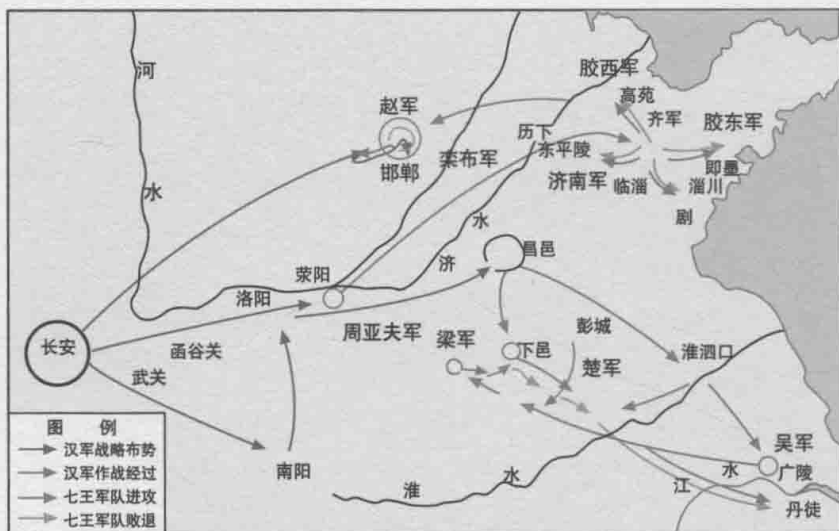 河
水
赵军
邯郸
胶西军
高苑
齐军
胶东军
历下
东平陵
栾布军
济南军
临淄
即墨
淄川
剧
水
济
昌邑
荥阳
洛阳
长安
函谷关
武关
周亚夫军
梁军
下邑
彭城
楚军
淮泗口
南阳
淮
水
吴军
广陵
水
江
丹徒
图 例
汉军战略布势
汉军作战经过
七王军队进攻
七王军队败退